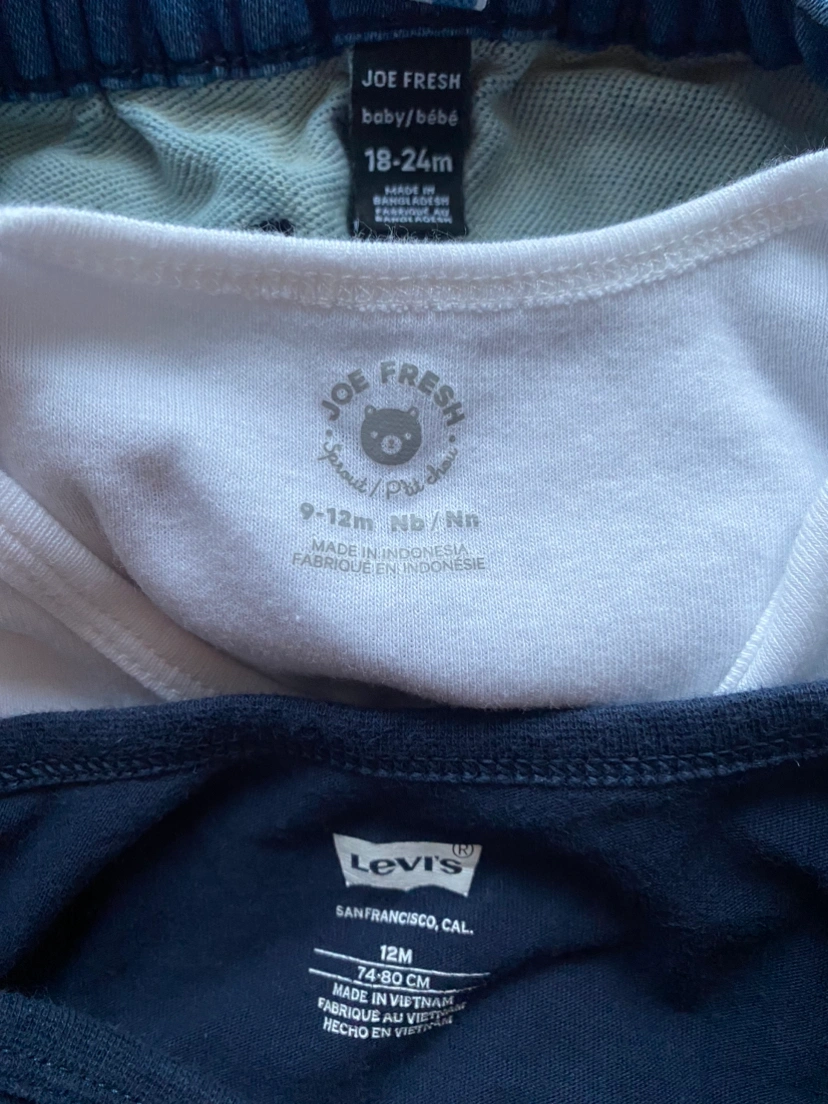 JOE FRESH
baby/bébé
18-24m
MADE IN
BANGLADESH
FABRIQUÉ AU
BANGLADESH
JOE FRESH
Sprout / P'tit chou
9-12m Nb / Nn
MADE IN INDONESIA
FABRIQUÉ EN INDONÉSIE
Levi's ®
SAN FRANCISCO, CAL.
12M
74-80 CM
MADE IN VIETNAM
FABRIQUÉ AU VIETNAM
HECHO EN VIETNAM